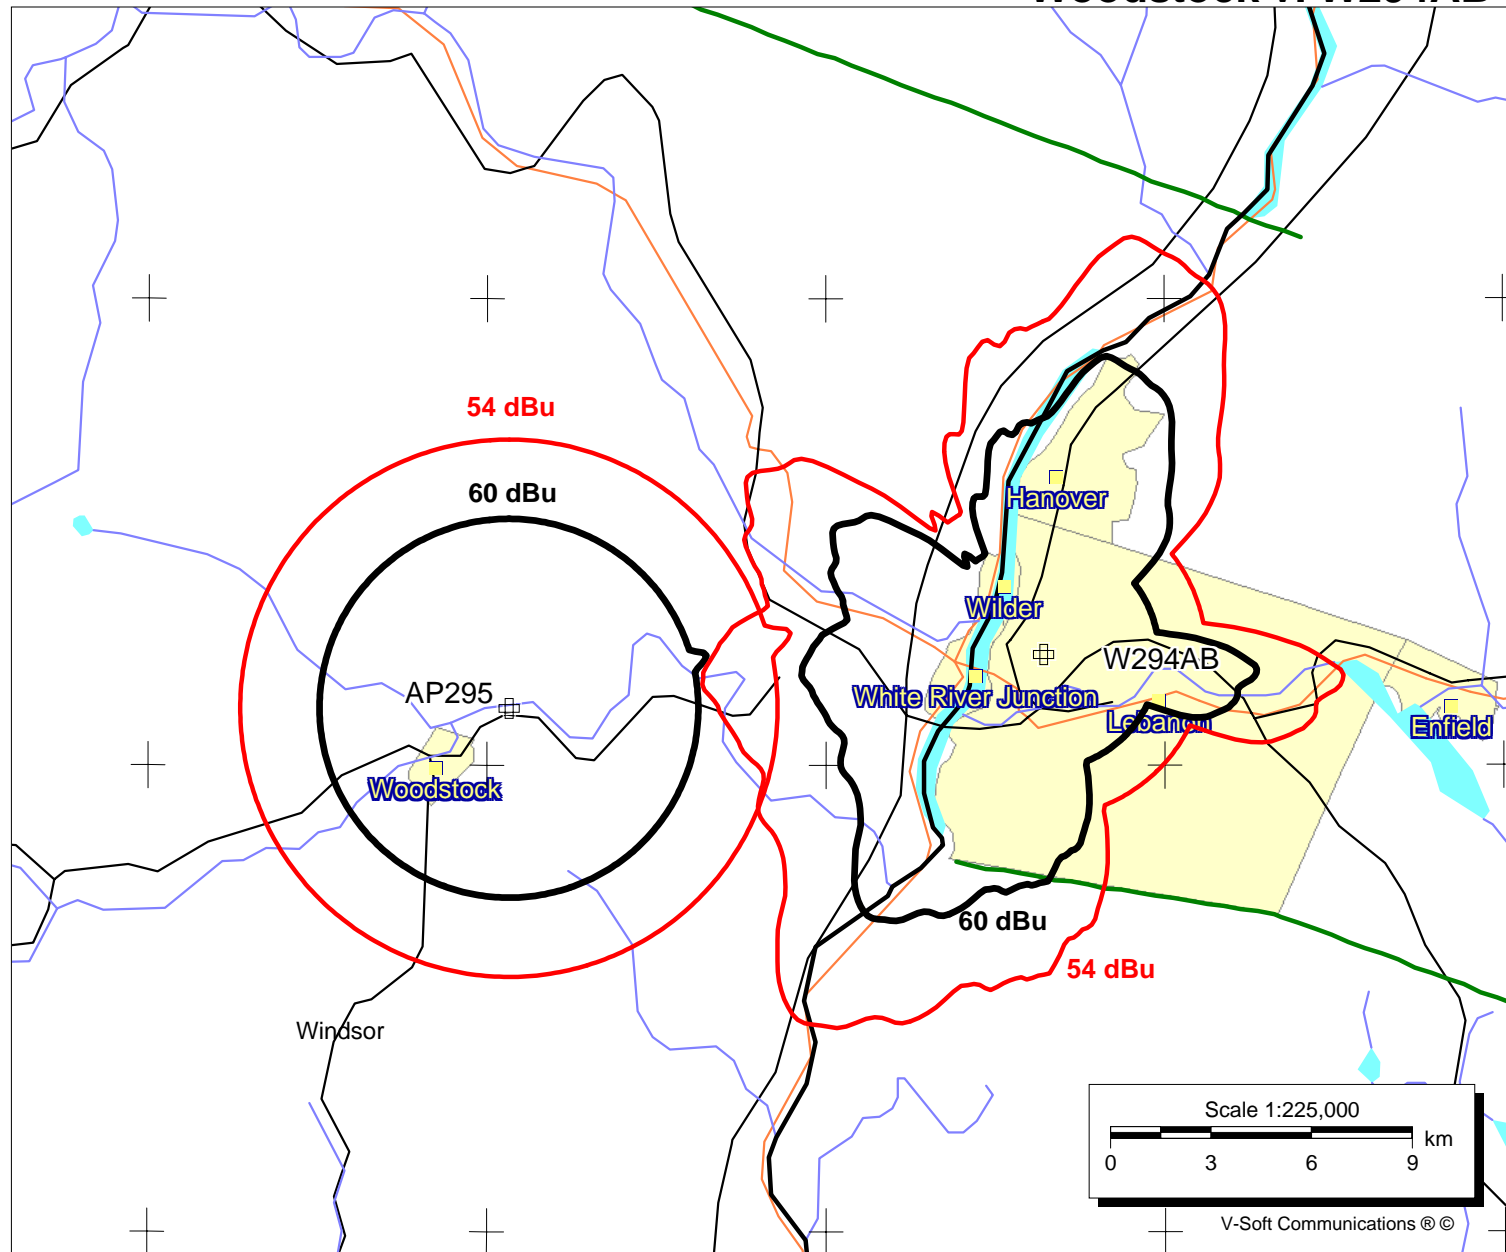 54 dBu
60 dBu
Hanover
Wilder
W294AB
AP295
White River Junction
Lebanon
Enfield
Woodstock
60 dBu
54 dBu
Windsor
Scale 1:225,000
km
0 3 6 9
V-Soft Communications ® ©